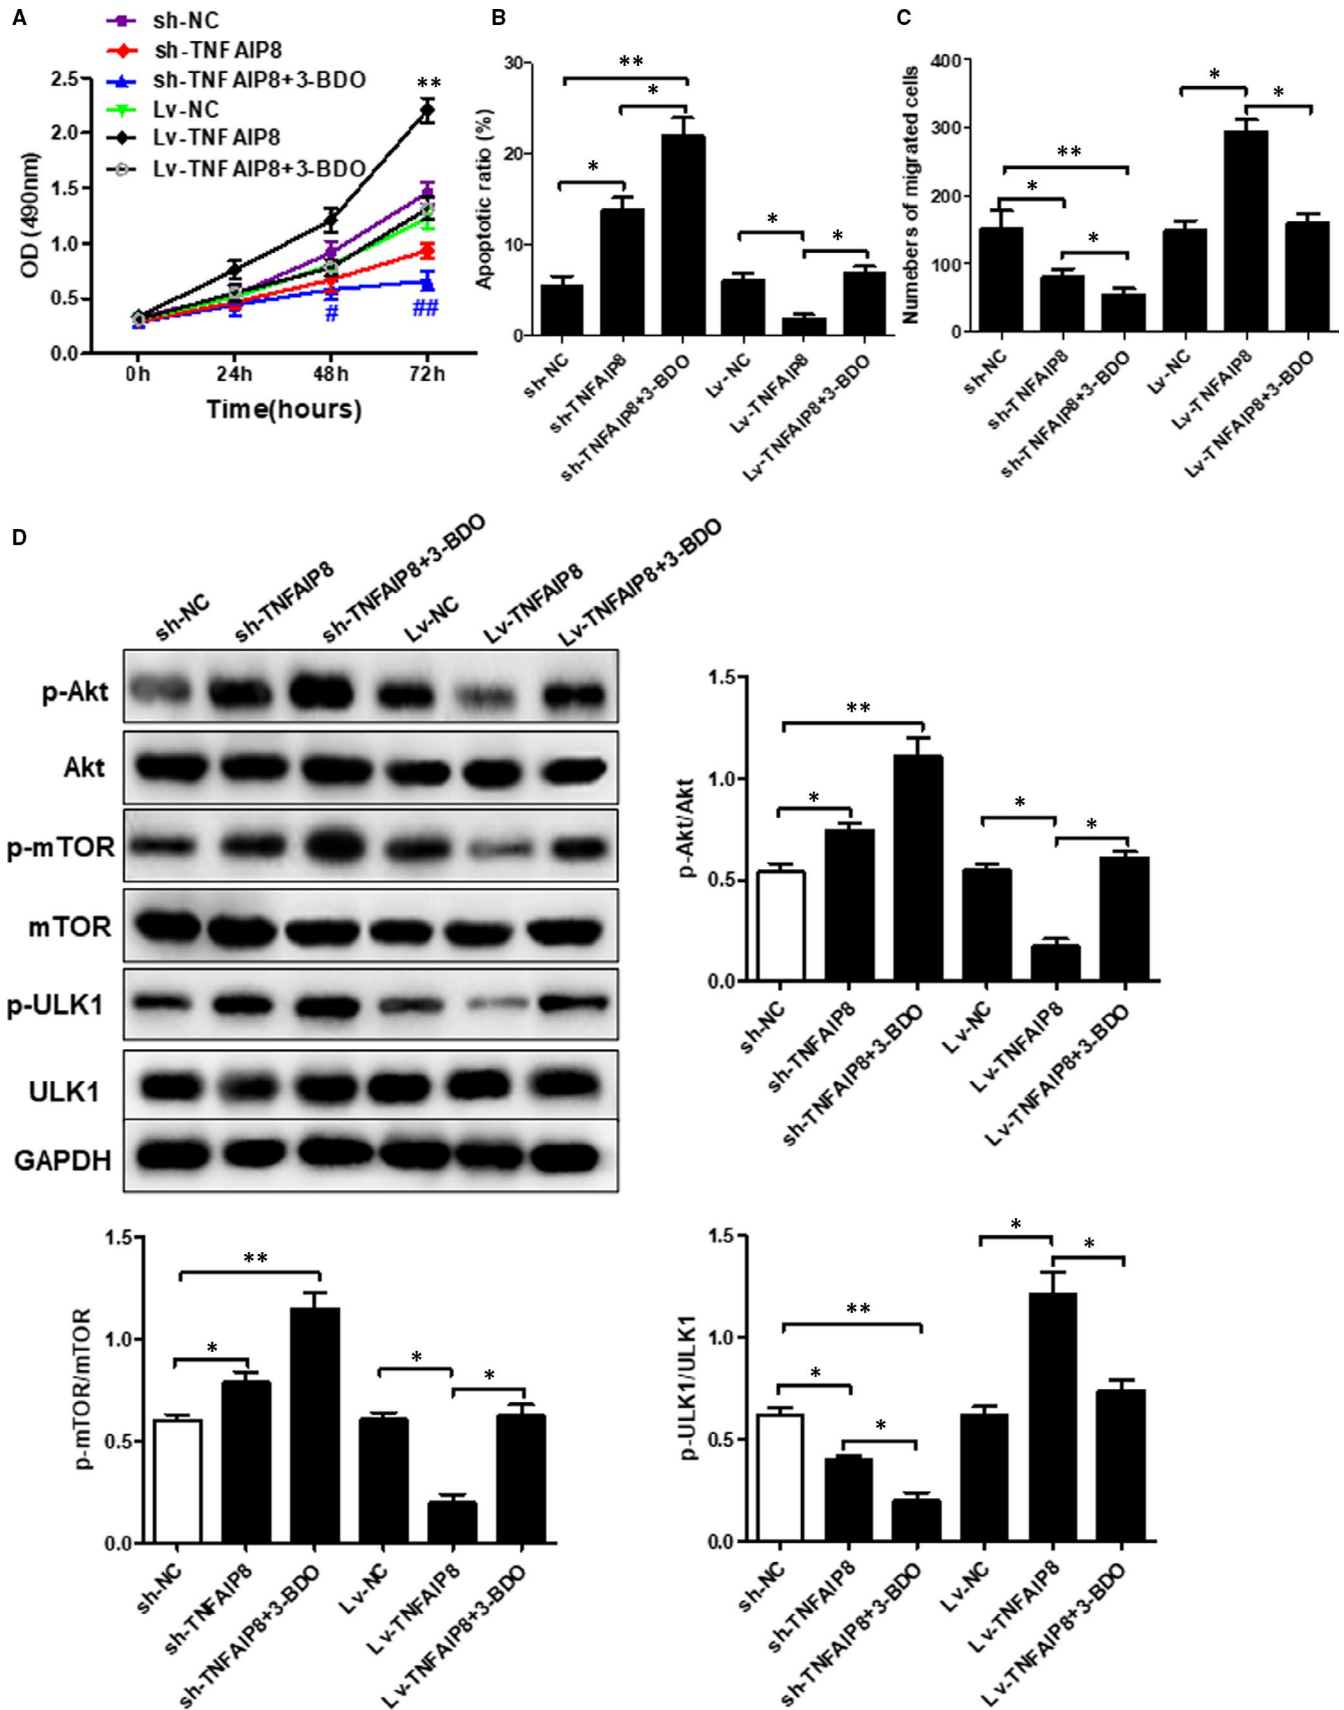 A
sh-NC
sh-TNFAIP8
sh-TNFAIP8+3-BDO
Lv-NC
Lv-TNFAIP8
Lv-TNFAIP8+3-BDO
OD (490nm)
2.5
2.0
1.5
1.0
0.5
0.0
**
#
##
0h 24h 48h 72h
Time(hours)
B
Apoptotic ratio (%)
30
20
10
0
**
*
*
*
*
sh-NC
sh-TNFAIP8
sh-TNFAIP8+3-BDO
Lv-NC
Lv-TNFAIP8
Lv-TNFAIP8+3-BDO
C
Numebers of migrated cells
400
300
200
100
0
*
*
**
*
*
sh-NC
sh-TNFAIP8
sh-TNFAIP8+3-BDO
Lv-NC
Lv-TNFAIP8
Lv-TNFAIP8+3-BDO
D
sh-NC
sh-TNFAIP8
sh-TNFAIP8+3-BDO
Lv-NC
Lv-TNFAIP8
Lv-TNFAIP8+3-BDO
p-Akt
Akt
p-mTOR
mTOR
p-ULK1
ULK1
GAPDH
p-Akt/Akt
1.5
1.0
0.5
0.0
**
*
*
*
sh-NC
sh-TNFAIP8
sh-TNFAIP8+3-BDO
Lv-NC
Lv-TNFAIP8
Lv-TNFAIP8+3-BDO
p-mTOR/mTOR
1.5
1.0
0.5
0.0
**
*
*
*
sh-NC
sh-TNFAIP8
sh-TNFAIP8+3-BDO
Lv-NC
Lv-TNFAIP8
Lv-TNFAIP8+3-BDO
p-ULK1/ULK1
1.5
1.0
0.5
0.0
*
*
**
*
*
sh-NC
sh-TNFAIP8
sh-TNFAIP8+3-BDO
Lv-NC
Lv-TNFAIP8
Lv-TNFAIP8+3-BDO